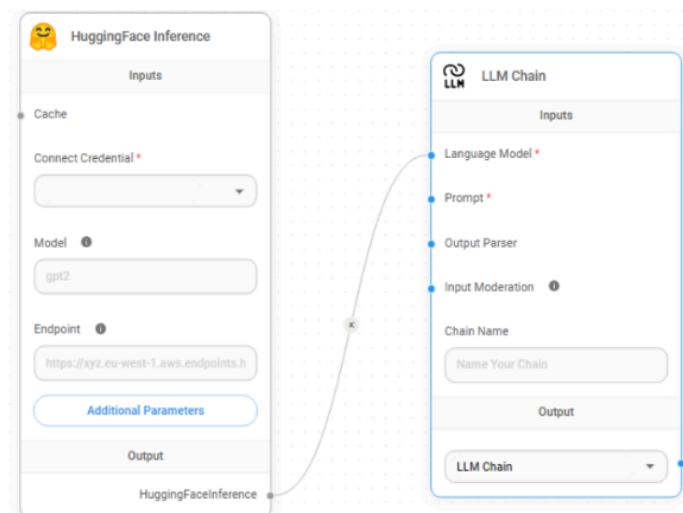 HuggingFace Inference
Inputs
Cache
Connect Credential *
Model
gpt2
Endpoint
https://xyz.eu-west-1.aws.endpoints.h
Additional Parameters
Output
HuggingFaceInference
x
LLM
LLM Chain
Inputs
Language Model *
Prompt *
Output Parser
Input Moderation
Chain Name
Name Your Chain
Output
LLM Chain